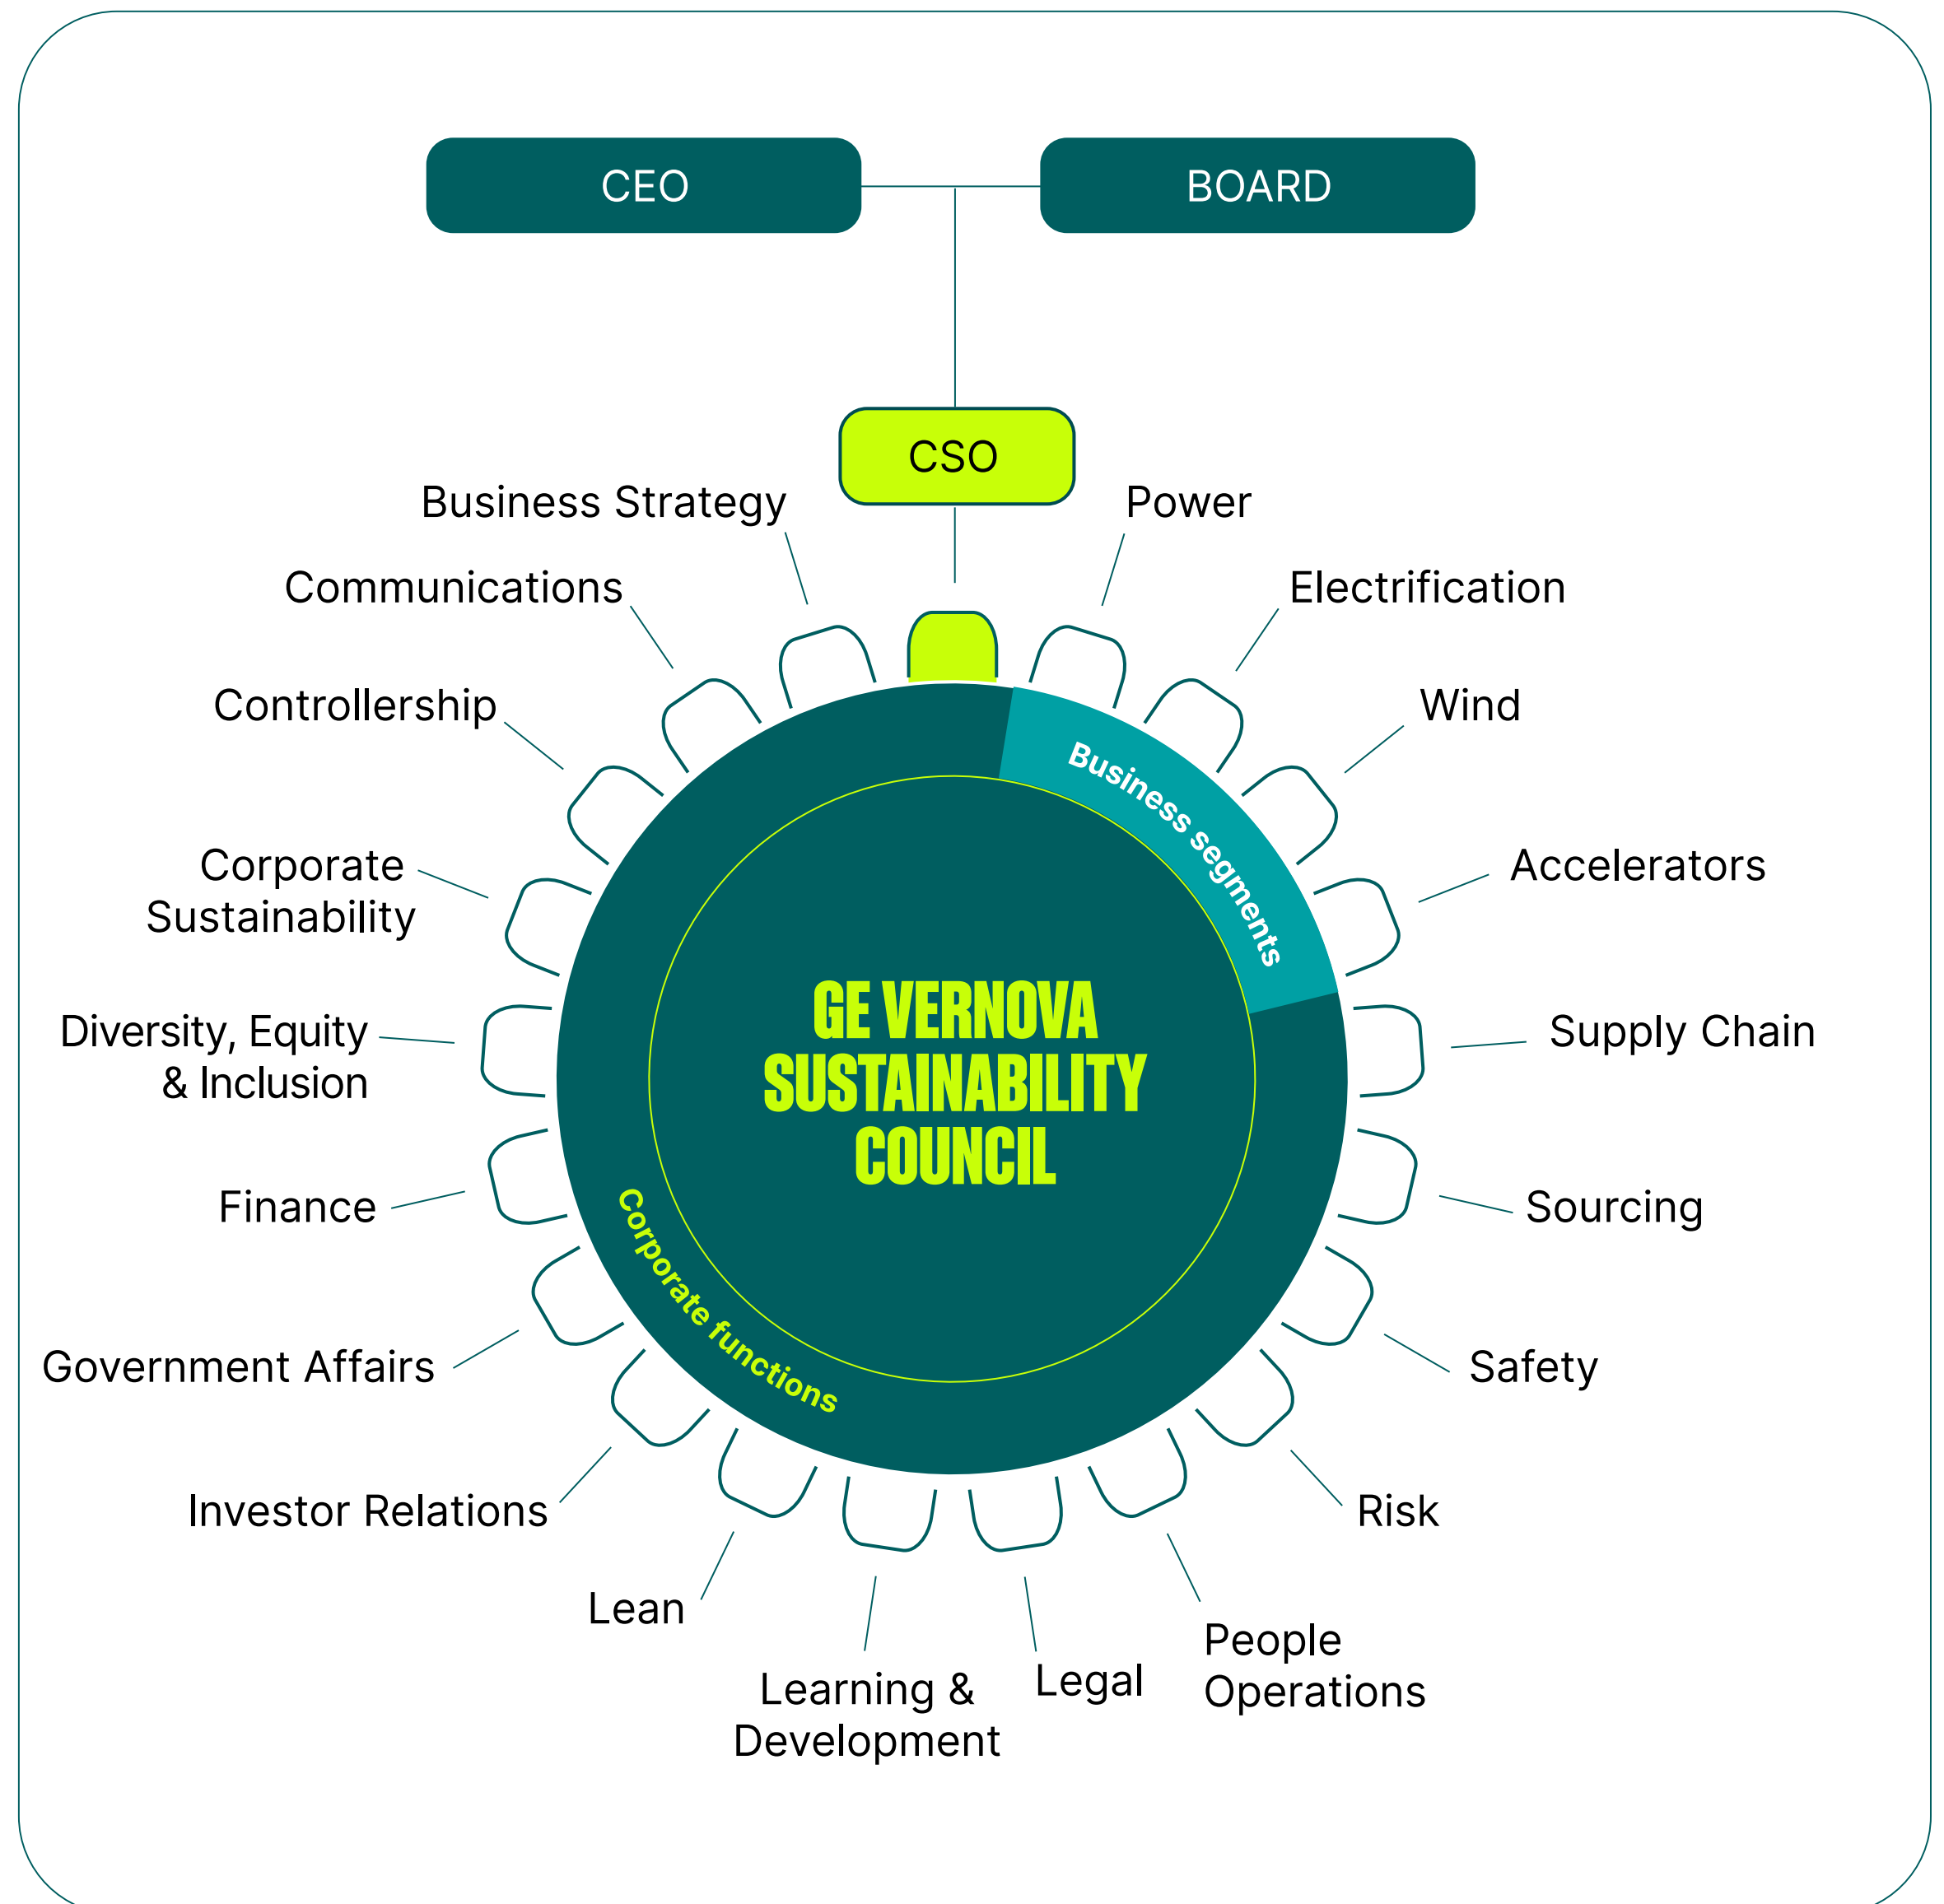 CEO
BOARD
CSO
Business Strategy
Power
Communications
Electrification
Controllership
Wind
Business segments
Corporate
Sustainability
Accelerators
Diversity, Equity
& Inclusion
Supply Chain
GE VERNOVA
SUSTAINABILITY
COUNCIL
Finance
Sourcing
Corporate functions
Government Affairs
Safety
Investor Relations
Risk
Lean
People
Operations
Learning &
Development
Legal